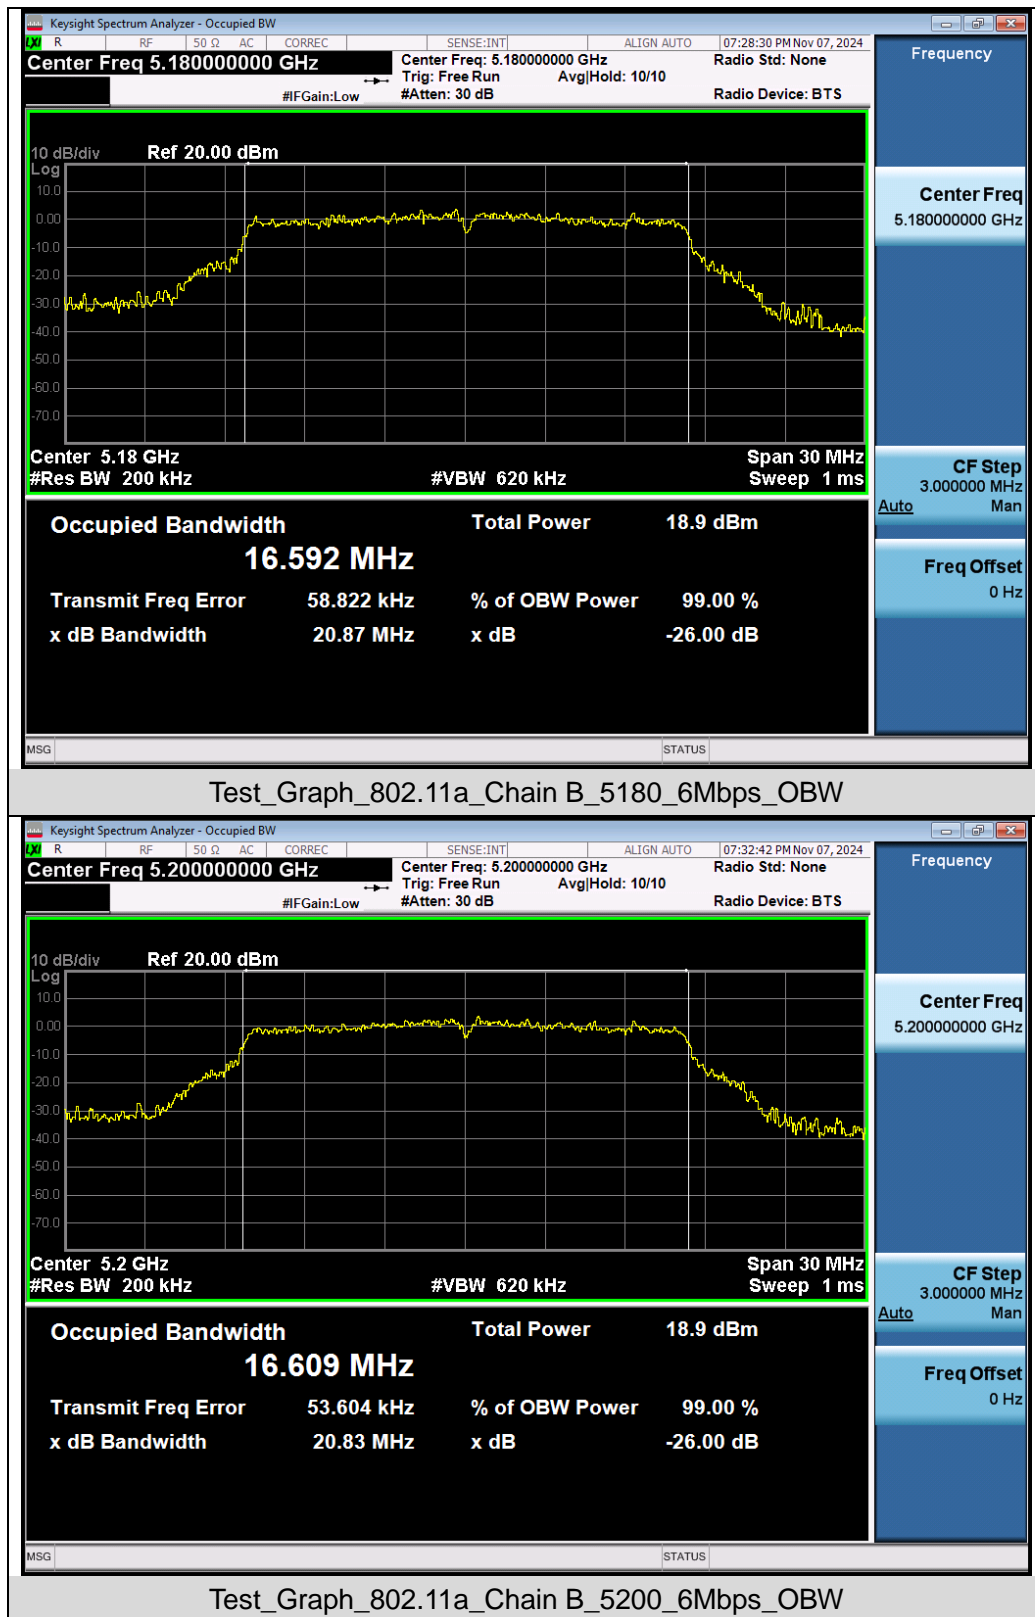 Keysight Spectrum Analyzer - Occupied BW
LXI R RF 50 Ω AC CORREC SENSE:INT ALIGN AUTO 07:28:30 PM Nov 07, 2024
Center Freq 5.180000000 GHz
Center Freq: 5.180000000 GHz Radio Std: None
Trig: Free Run Avg|Hold: 10/10
#IFGain:Low #Atten: 30 dB Radio Device: BTS
Frequency
10 dB/div Ref 20.00 dBm
Log
10.0
0.00
-10.0
-20.0
-30.0
-40.0
-50.0
-60.0
-70.0
Center Freq
5.180000000 GHz
Center 5.18 GHz Span 30 MHz
#Res BW 200 kHz #VBW 620 kHz Sweep 1 ms
CF Step
3.000000 MHz
Auto Man
Occupied Bandwidth Total Power 18.9 dBm
16.592 MHz
Freq Offset
0 Hz
Transmit Freq Error 58.822 kHz % of OBW Power 99.00 %
x dB Bandwidth 20.87 MHz x dB -26.00 dB
MSG STATUS
Test_Graph_802.11a_Chain B_5180_6Mbps_OBW
Keysight Spectrum Analyzer - Occupied BW
LXI R RF 50 Ω AC CORREC SENSE:INT ALIGN AUTO 07:32:42 PM Nov 07, 2024
Center Freq 5.200000000 GHz
Center Freq: 5.200000000 GHz Radio Std: None
Trig: Free Run Avg|Hold: 10/10
#IFGain:Low #Atten: 30 dB Radio Device: BTS
Frequency
10 dB/div Ref 20.00 dBm
Log
10.0
0.00
-10.0
-20.0
-30.0
-40.0
-50.0
-60.0
-70.0
Center Freq
5.200000000 GHz
Center 5.2 GHz Span 30 MHz
#Res BW 200 kHz #VBW 620 kHz Sweep 1 ms
CF Step
3.000000 MHz
Auto Man
Occupied Bandwidth Total Power 18.9 dBm
16.609 MHz
Freq Offset
0 Hz
Transmit Freq Error 53.604 kHz % of OBW Power 99.00 %
x dB Bandwidth 20.83 MHz x dB -26.00 dB
MSG STATUS
Test_Graph_802.11a_Chain B_5200_6Mbps_OBW